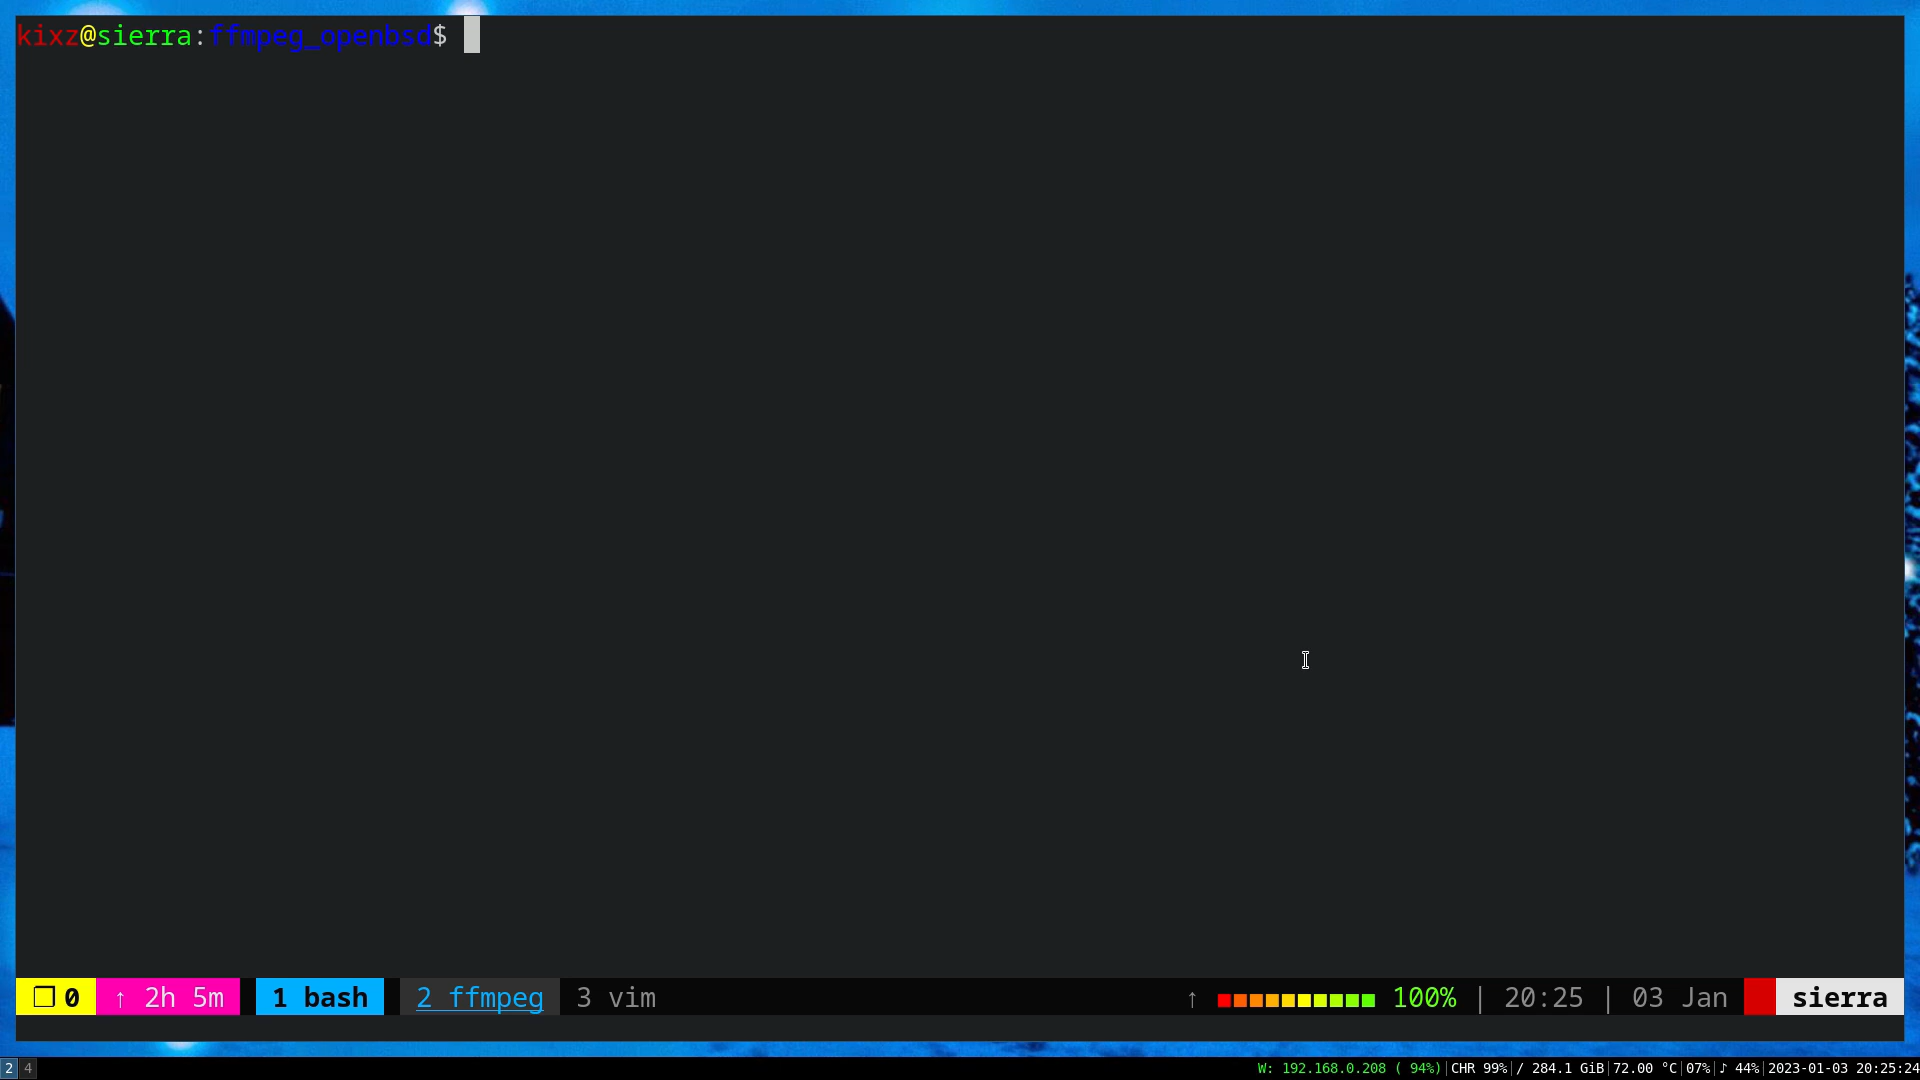 kixz@sierra:ffmpeg_openbsd$
❐ 0 ↑ 2h 5m 1 bash 2 ffmpeg 3 vim ↑ 100% | 20:25 | 03 Jan sierra
2 4 W: 192.168.0.208 ( 94%)|CHR 99%|/ 284.1 GiB|72.00 °C|07%|♪ 44%|2023-01-03 20:25:24